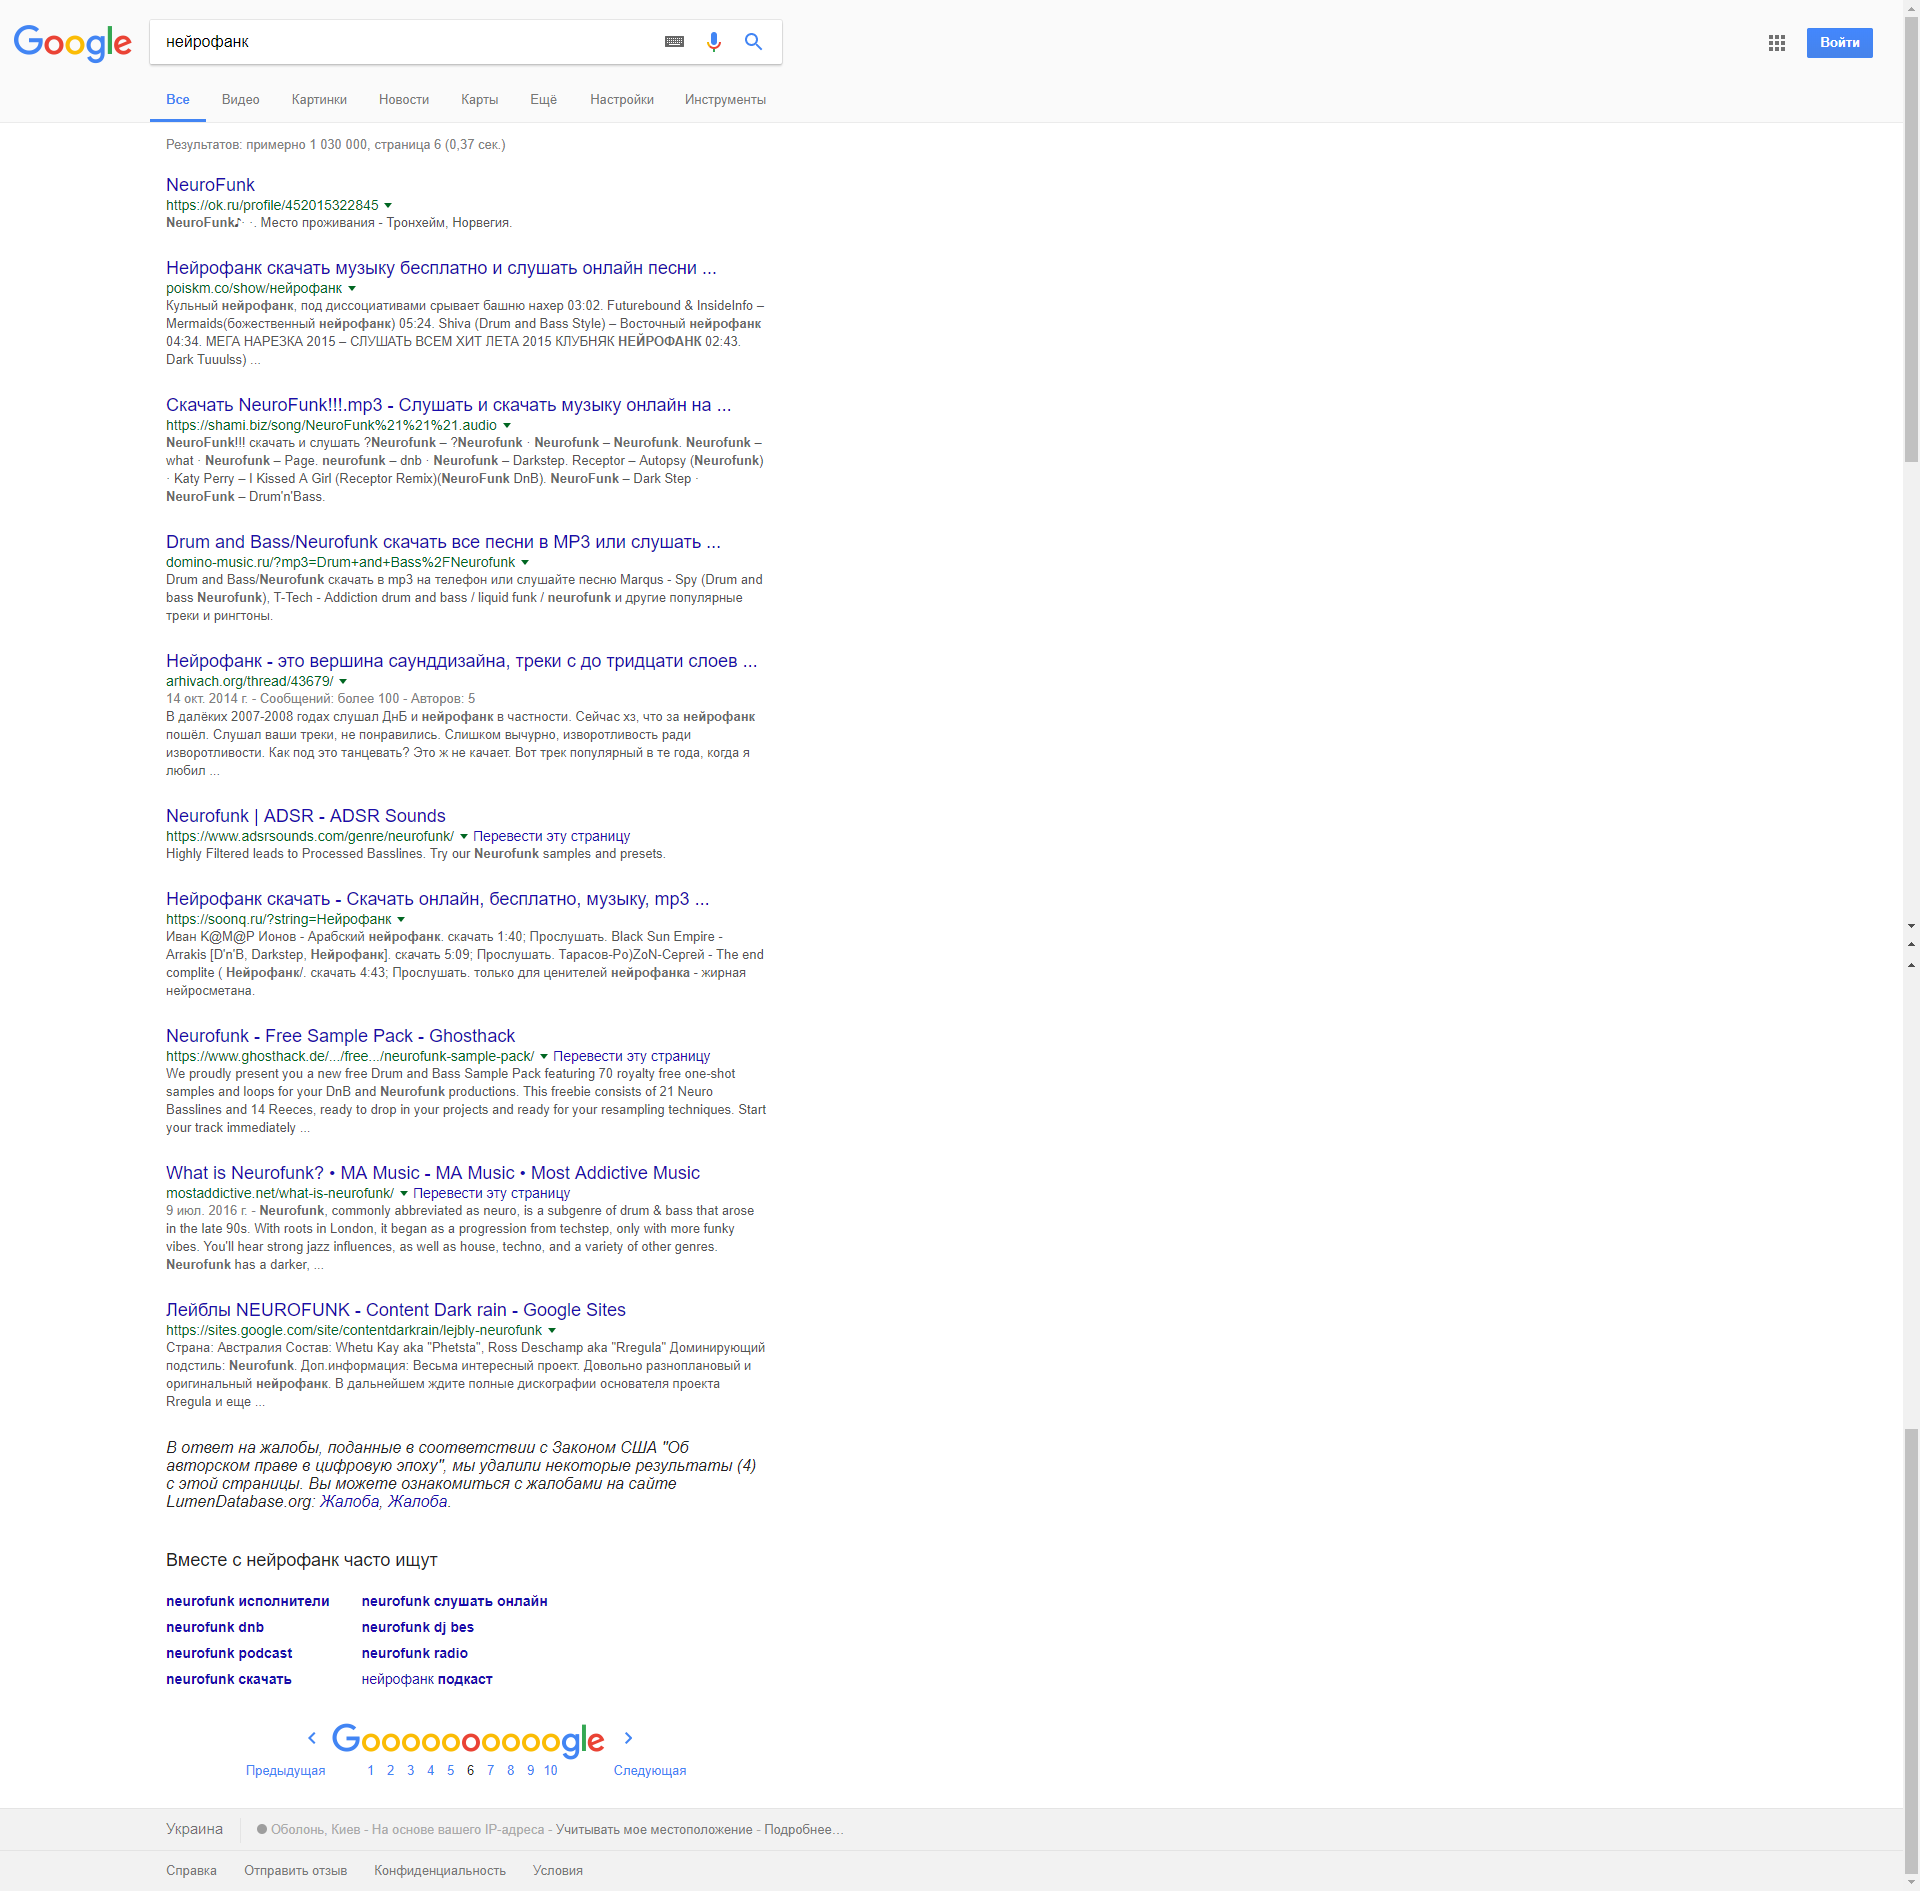 Google
нейрофанк
Войти
Все Видео Картинки Новости Карты Ещё Настройки Инструменты
Результатов: примерно 1 030 000, страница 6 (0,37 сек.)
NeuroFunk
https://ok.ru/profile/452015322845
NeuroFunk♪· ·. Место проживания - Тронхейм, Норвегия.
Нейрофанк скачать музыку бесплатно и слушать онлайн песни ...
poiskm.co/show/нейрофанк
Кульный нейрофанк, под диссоциативами срывает башню нахер 03:02. Futurebound & InsideInfo –
Mermaids(божественный нейрофанк) 05:24. Shiva (Drum and Bass Style) – Восточный нейрофанк
04:34. МЕГА НАРЕЗКА 2015 – СЛУШАТЬ ВСЕМ ХИТ ЛЕТА 2015 КЛУБНЯК НЕЙРОФАНК 02:43.
Dark Tuuulss) ...
Скачать NeuroFunk!!!.mp3 - Слушать и скачать музыку онлайн на ...
https://shami.biz/song/NeuroFunk%21%21%21.audio
NeuroFunk!!! скачать и слушать ?Neurofunk – ?Neurofunk · Neurofunk – Neurofunk. Neurofunk –
what · Neurofunk – Page. neurofunk – dnb · Neurofunk – Darkstep. Receptor – Autopsy (Neurofunk)
· Katy Perry – I Kissed A Girl (Receptor Remix)(NeuroFunk DnB). NeuroFunk – Dark Step ·
NeuroFunk – Drum'n'Bass.
Drum and Bass/Neurofunk скачать все песни в MP3 или слушать ...
domino-music.ru/?mp3=Drum+and+Bass%2FNeurofunk
Drum and Bass/Neurofunk скачать в mp3 на телефон или слушайте песню Marqus - Spy (Drum and
bass Neurofunk), T-Tech - Addiction drum and bass / liquid funk / neurofunk и другие популярные
треки и рингтоны.
Нейрофанк - это вершина саунддизайна, треки с до тридцати слоев ...
arhivach.org/thread/43679/
14 окт. 2014 г. - Сообщений: более 100 - Авторов: 5
В далёких 2007-2008 годах слушал ДнБ и нейрофанк в частности. Сейчас хз, что за нейрофанк
пошёл. Слушал ваши треки, не понравились. Слишком вычурно, изворотливость ради
изворотливости. Как под это танцевать? Это ж не качает. Вот трек популярный в те года, когда я
любил ...
Neurofunk | ADSR - ADSR Sounds
https://www.adsrsounds.com/genre/neurofunk/ Перевести эту страницу
Highly Filtered leads to Processed Basslines. Try our Neurofunk samples and presets.
Нейрофанк скачать - Скачать онлайн, бесплатно, музыку, mp3 ...
https://soonq.ru/?string=Нейрофанк
Иван K@M@P Ионов - Арабский нейрофанк. скачать 1:40; Прослушать. Black Sun Empire -
Arrakis [D'n'B, Darkstep, Нейрофанк]. скачать 5:09; Прослушать. Тарасов-Po)ZoN-Сергей - The end
complite ( Нейрофанк/. скачать 4:43; Прослушать. только для ценителей нейрофанка - жирная
нейросметана.
Neurofunk - Free Sample Pack - Ghosthack
https://www.ghosthack.de/.../free.../neurofunk-sample-pack/ Перевести эту страницу
We proudly present you a new free Drum and Bass Sample Pack featuring 70 royalty free one-shot
samples and loops for your DnB and Neurofunk productions. This freebie consists of 21 Neuro
Basslines and 14 Reeces, ready to drop in your projects and ready for your resampling techniques. Start
your track immediately ...
What is Neurofunk? • MA Music - MA Music • Most Addictive Music
mostaddictive.net/what-is-neurofunk/ Перевести эту страницу
9 июл. 2016 г. - Neurofunk, commonly abbreviated as neuro, is a subgenre of drum & bass that arose
in the late 90s. With roots in London, it began as a progression from techstep, only with more funky
vibes. You'll hear strong jazz influences, as well as house, techno, and a variety of other genres.
Neurofunk has a darker, ...
Лейблы NEUROFUNK - Content Dark rain - Google Sites
https://sites.google.com/site/contentdarkrain/lejbly-neurofunk
Страна: Австралия Состав: Whetu Kay aka "Phetsta", Ross Deschamp aka "Rregula" Доминирующий
подстиль: Neurofunk. Доп.информация: Весьма интересный проект. Довольно разноплановый и
оригинальный нейрофанк. В дальнейшем ждите полные дискографии основателя проекта
Rregula и еще ...
В ответ на жалобы, поданные в соответствии с Законом США "Об
авторском праве в цифровую эпоху", мы удалили некоторые результаты (4)
с этой страницы. Вы можете ознакомиться с жалобами на сайте
LumenDatabase.org: Жалоба, Жалоба.
Вместе с нейрофанк часто ищут
neurofunk исполнители neurofunk слушать онлайн
neurofunk dnb neurofunk dj bes
neurofunk podcast neurofunk radio
neurofunk скачать нейрофанк подкаст
Goooooooooogle
Предыдущая 1 2 3 4 5 6 7 8 9 10 Следующая
Украина Оболонь, Киев - На основе вашего IP-адреса - Учитывать мое местоположение - Подробнее…
Справка Отправить отзыв Конфиденциальность Условия